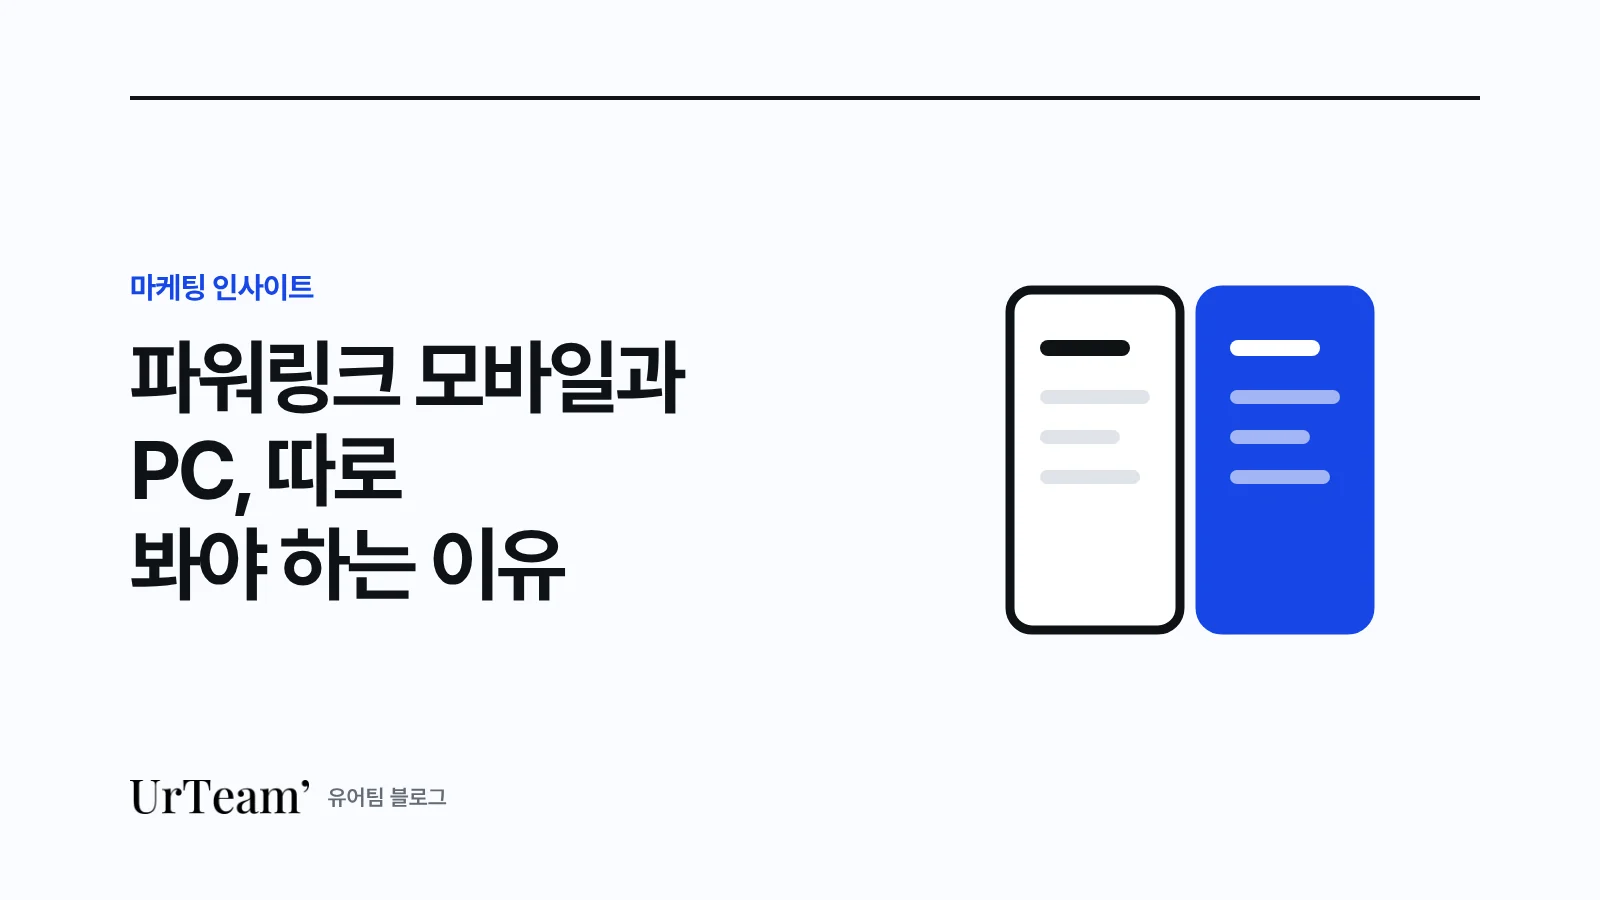 마케팅 인사이트
파워링크 모바일과
PC, 따로
봐야 하는 이유
UrTeam’ 유어팀 블로그